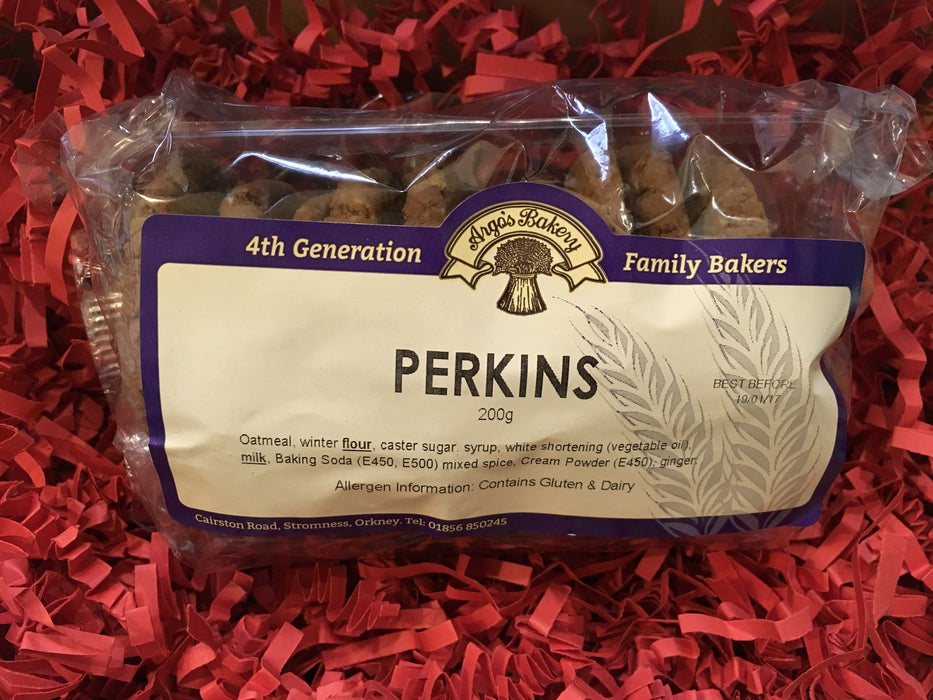 Argo's Bakery
4th Generation
Family Bakers
PERKINS
200g
BEST BEFORE
19/01/17
Oatmeal, winter flour, caster sugar. syrup, white shortening (vegetable oil),
milk, Baking Soda (E450, E500) mixed spice, Cream Powder (E450), ginger.
Allergen Information: Contains Gluten & Dairy
Cairston Road, Stromness, Orkney. Tel: 01856 850245